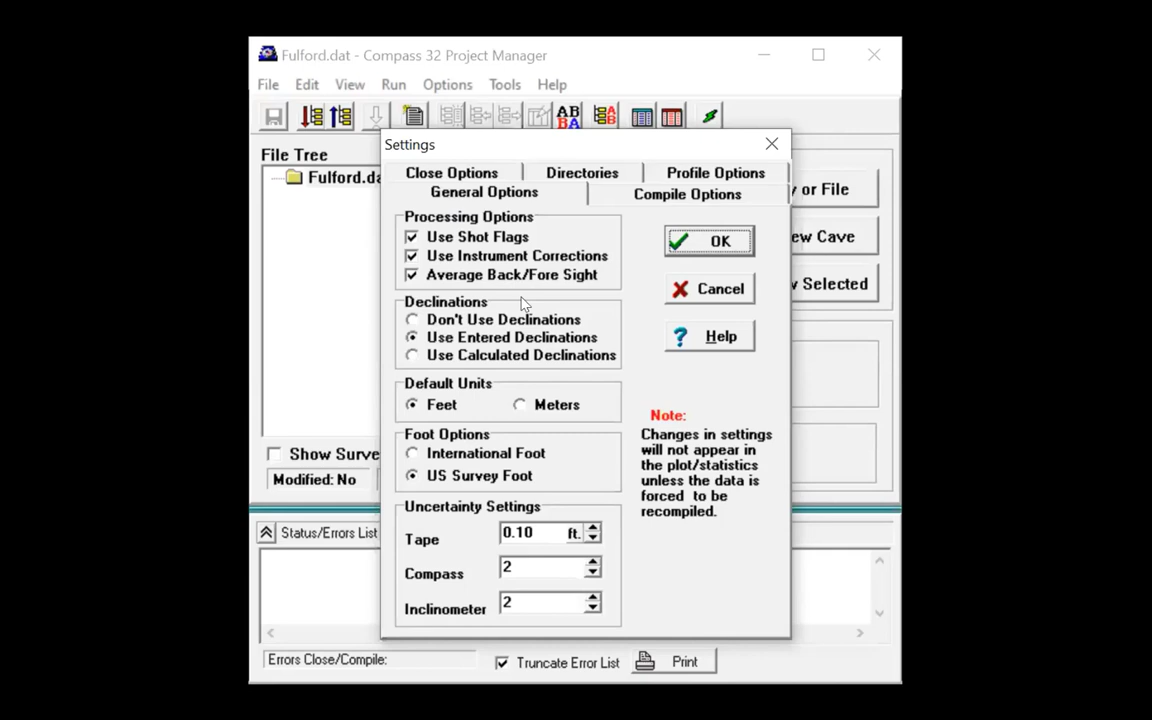 Fulford.dat - Compass 32 Project Manager
File Edit View Run Options Tools Help
File Tree
Fulford.da
Settings
Close Options Directories Profile Options
General Options Compile Options
Processing Options
Use Shot Flags
Use Instrument Corrections
Average Back/Fore Sight
Declinations
Don't Use Declinations
Use Entered Declinations
Use Calculated Declinations
Default Units
Feet Meters
Foot Options
International Foot
US Survey Foot
Uncertainty Settings
Tape 0.10 ft.
Compass 2
Inclinometer 2
OK
Cancel
Help
Note:
Changes in settings
will not appear in
the plot/statistics
unless the data is
forced to be
recompiled.
y or File
ew Cave
Selected
Show Surve
Modified: No
Status/Errors List
Errors Close/Compile:
Truncate Error List
Print
AB
BA